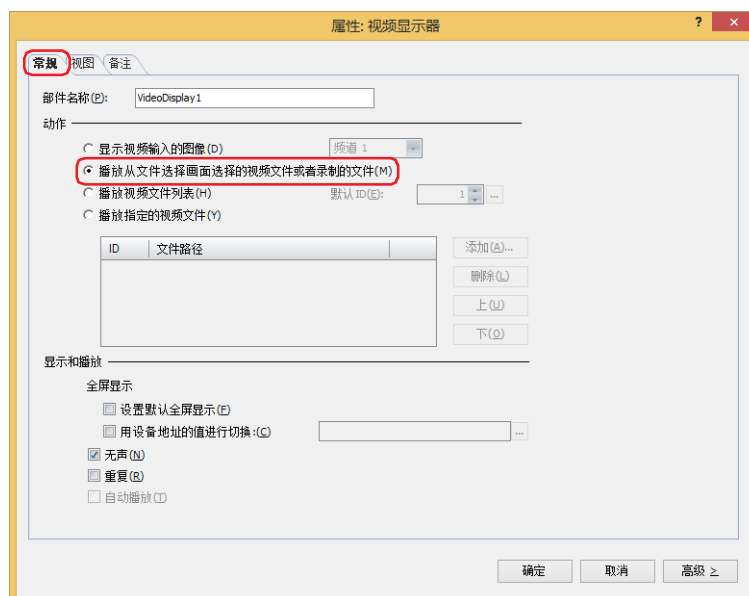 属性: 视频显示器
? ×
常规 视图 备注
部件名称(P): VideoDisplay1
动作
显示视频输入的图像(D) 频道 1
播放从文件选择画面选择的视频文件或者录制的文件(M)
播放视频文件列表(H) 默认 ID(E): 1 ...
播放指定的视频文件(Y)
ID 文件路径
添加(A)...
删除(L)
上(U)
下(O)
显示和播放
全屏显示
设置默认全屏显示(F)
用设备地址的值进行切换:(C) ...
无声(N)
重复(R)
自动播放(T)
确定 取消 高级 >